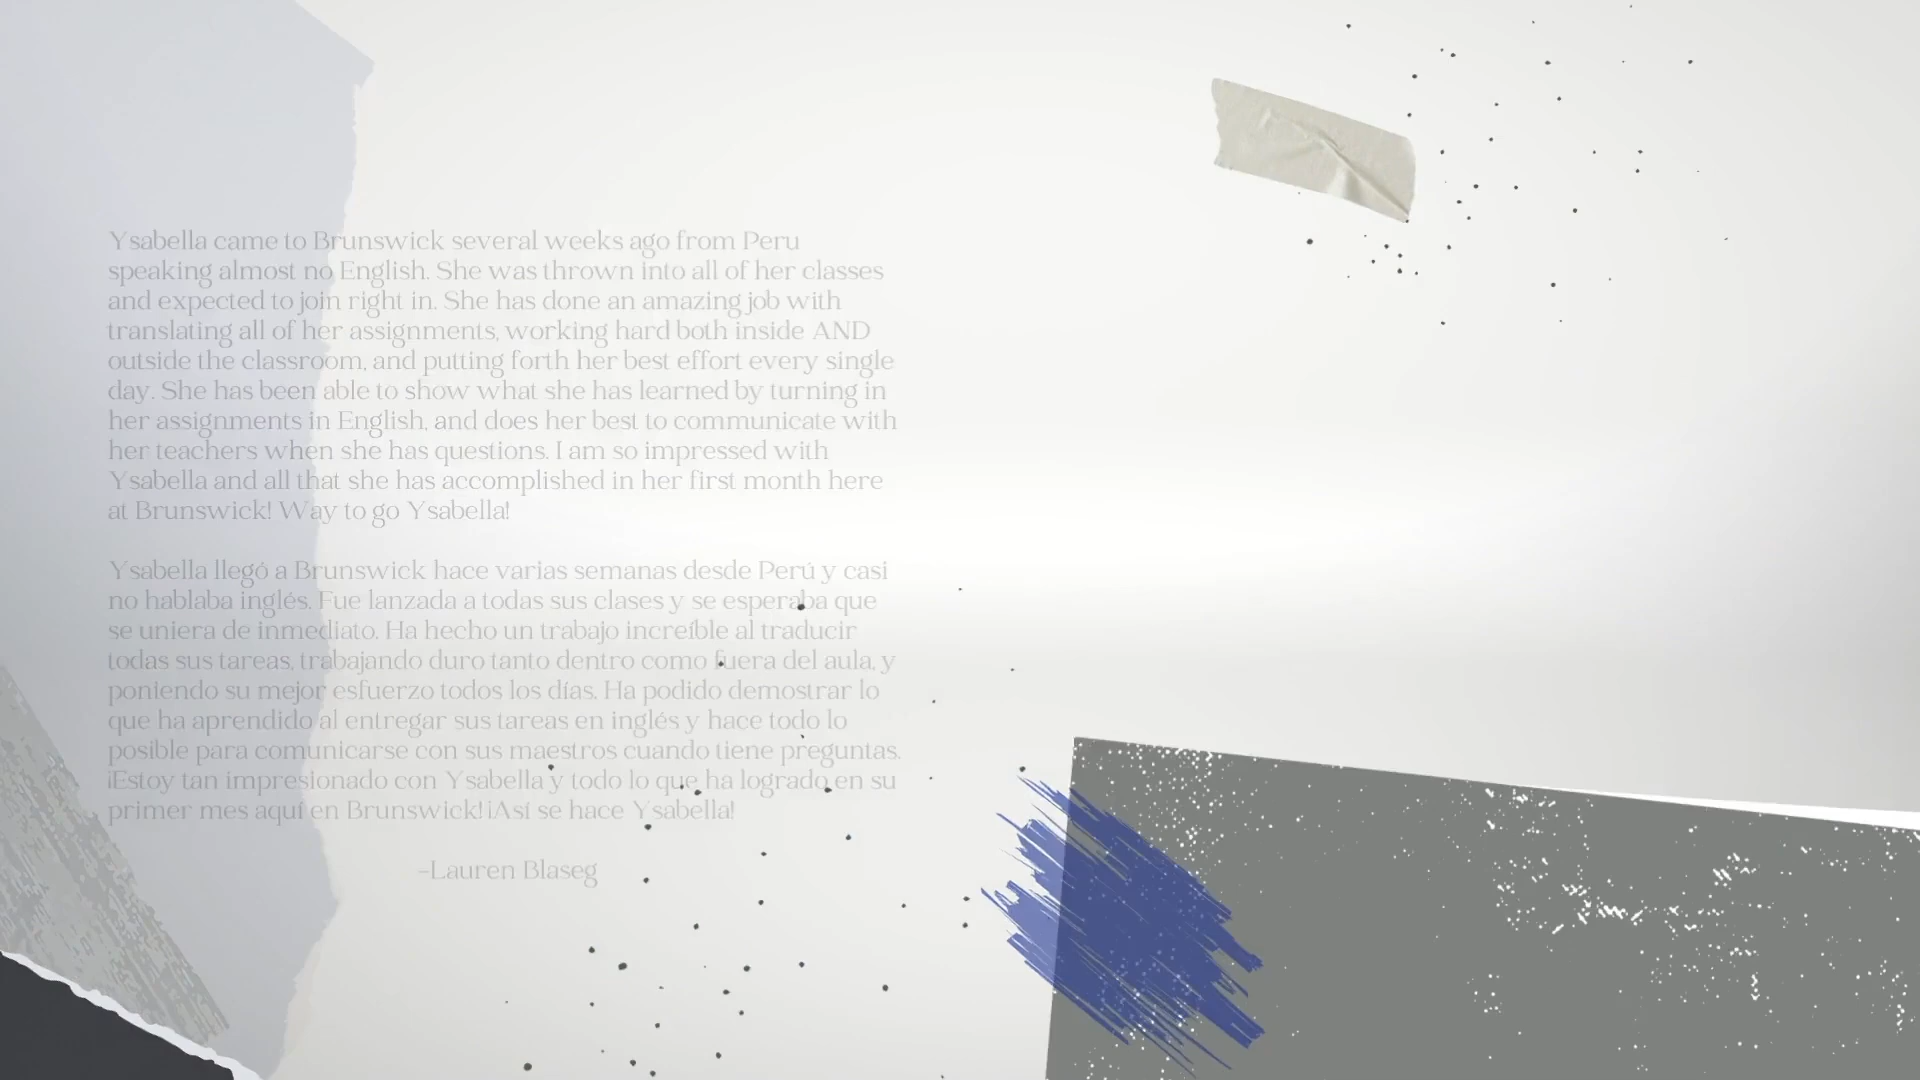 Ysabella came to Brunswick several weeks ago from Peru
speaking almost no English. She was thrown into all of her classes
and expected to join right in. She has done an amazing job with
translating all of her assignments, working hard both inside AND
outside the classroom, and putting forth her best effort every single
day. She has been able to show what she has learned by turning in
her assignments in English, and does her best to communicate with
her teachers when she has questions. I am so impressed with
Ysabella and all that she has accomplished in her first month here
at Brunswick! Way to go Ysabella!
Ysabella llegó a Brunswick hace varias semanas desde Perú y casi
no hablaba inglés. Fue lanzada a todas sus clases y se esperaba que
se uniera de inmediato. Ha hecho un trabajo increíble al traducir
todas sus tareas, trabajando duro tanto dentro como fuera del aula, y
poniendo su mejor esfuerzo todos los días. Ha podido demostrar lo
que ha aprendido al entregar sus tareas en inglés y hace todo lo
posible para comunicarse con sus maestros cuando tiene preguntas.
¡Estoy tan impresionado con Ysabella y todo lo que ha logrado en su
primer mes aquí en Brunswick! ¡Así se hace Ysabella!
-Lauren Blaseg